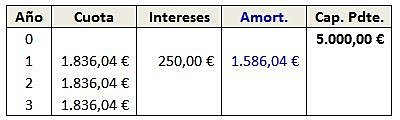 Año Cuota Intereses Amort. Cap. Pdte.
0 5.000,00 €
1 1.836,04 € 250,00 € 1.586,04 €
2 1.836,04 €
3 1.836,04 €